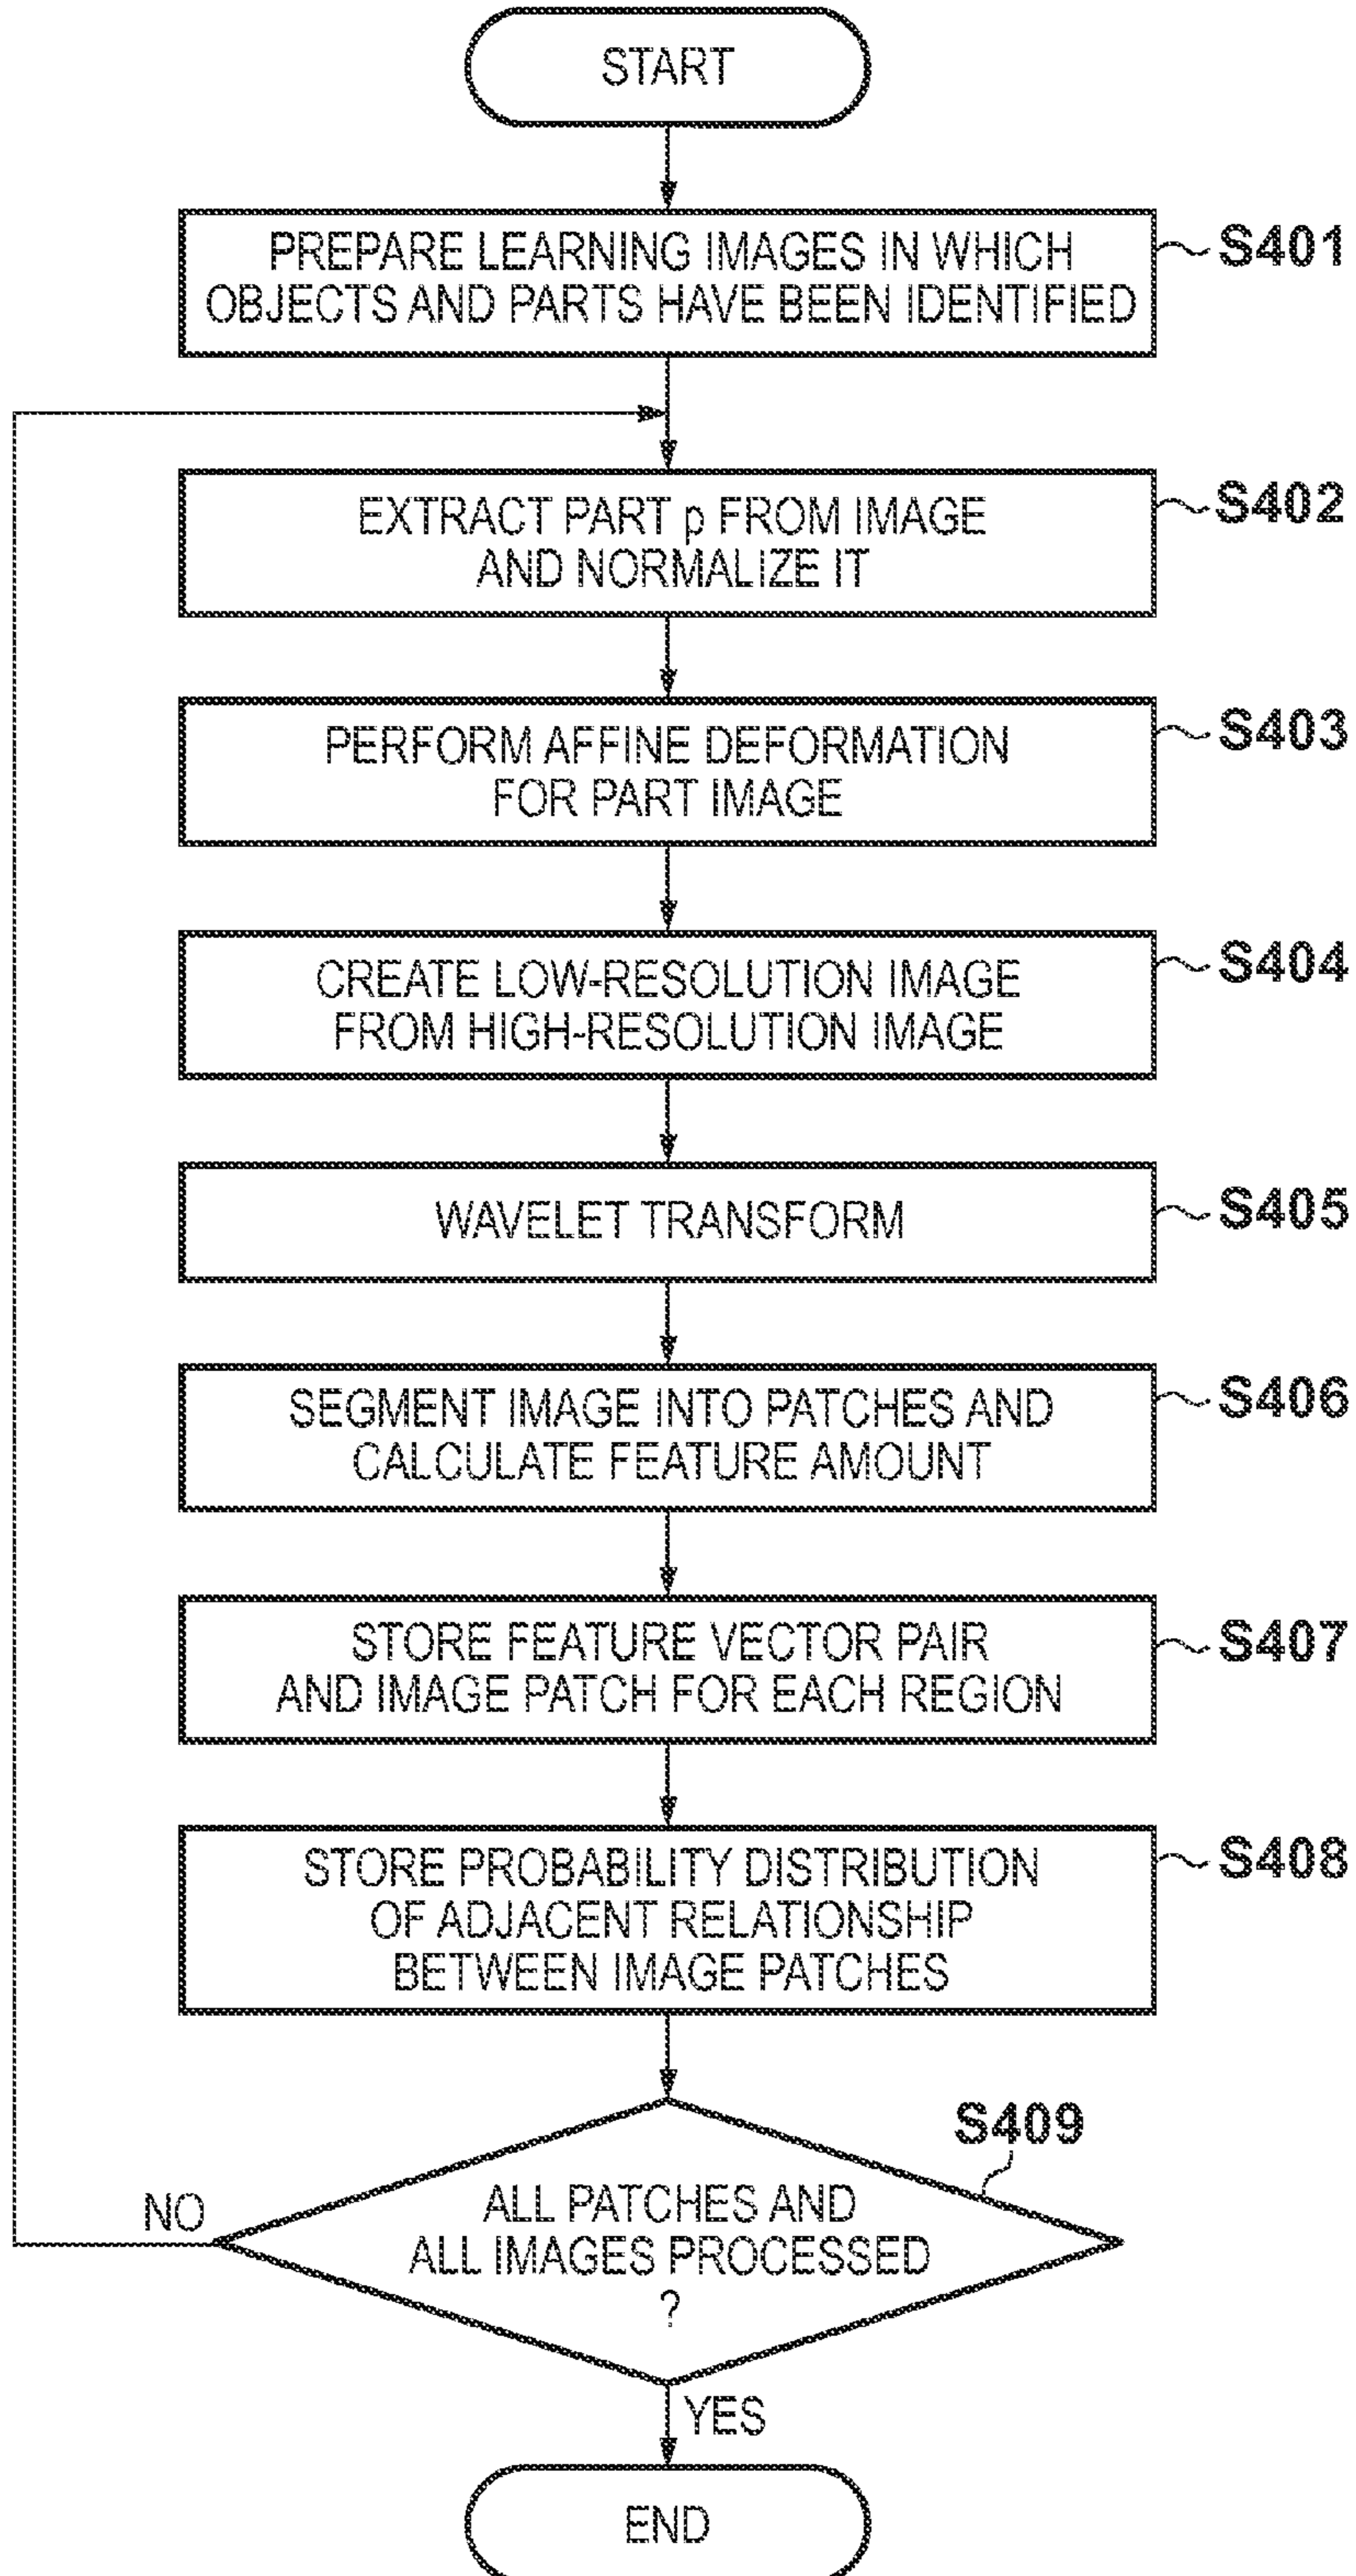 START
PREPARE LEARNING IMAGES IN WHICH
OBJECTS AND PARTS HAVE BEEN IDENTIFIED
S401
EXTRACT PART p FROM IMAGE
AND NORMALIZE IT
S402
PERFORM AFFINE DEFORMATION
FOR PART IMAGE
S403
CREATE LOW-RESOLUTION IMAGE
FROM HIGH-RESOLUTION IMAGE
S404
WAVELET TRANSFORM
S405
SEGMENT IMAGE INTO PATCHES AND
CALCULATE FEATURE AMOUNT
S406
STORE FEATURE VECTOR PAIR
AND IMAGE PATCH FOR EACH REGION
S407
STORE PROBABILITY DISTRIBUTION
OF ADJACENT RELATIONSHIP
BETWEEN IMAGE PATCHES
S408
S409
ALL PATCHES AND
ALL IMAGES PROCESSED
?
NO
YES
END